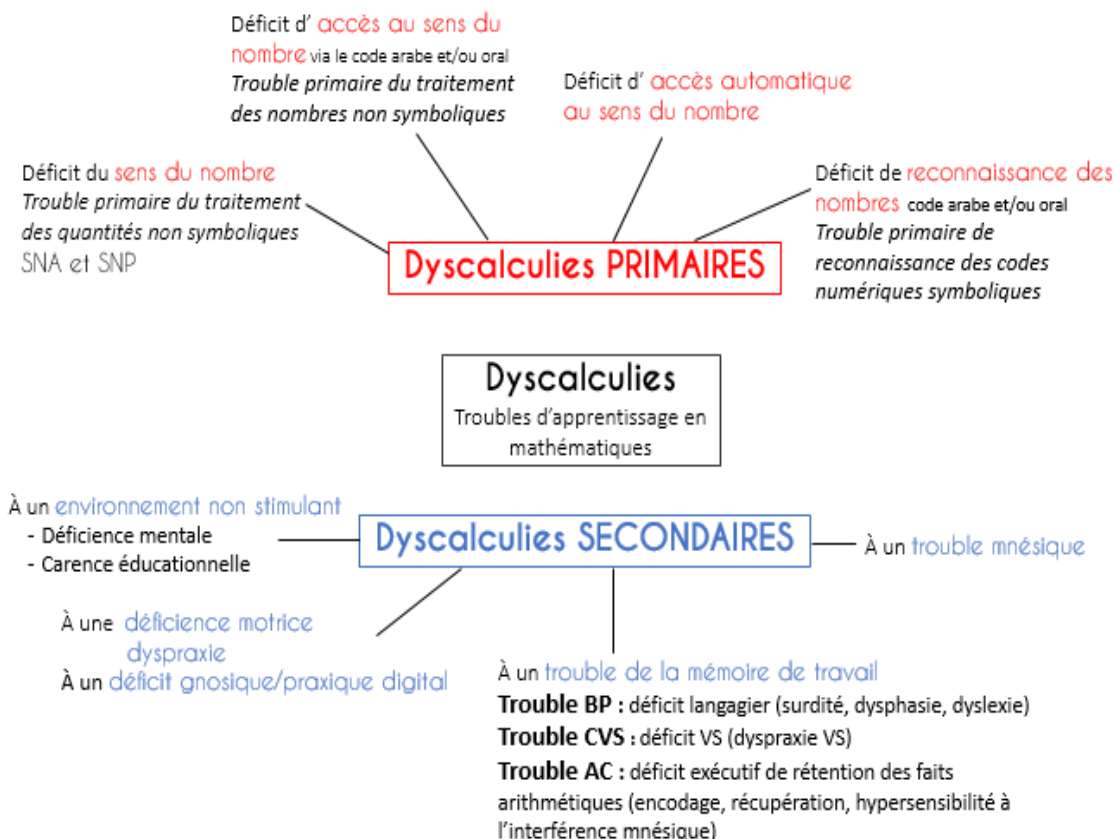 Déficit d' accès au sens du
nombre via le code arabe et/ou oral
Trouble primaire du traitement
des nombres non symboliques
Déficit d' accès automatique
au sens du nombre
Déficit du sens du nombre
Trouble primaire du traitement
des quantités non symboliques
SNA et SNP
Déficit de reconnaissance des
nombres code arabe et/ou oral
Trouble primaire de
reconnaissance des codes
numériques symboliques
Dyscalculies PRIMAIRES
Dyscalculies
Troubles d'apprentissage en
mathématiques
Dyscalculies SECONDAIRES
À un environnement non stimulant
- Déficience mentale
- Carence éducationnelle
À un trouble mnésique
À une déficience motrice
dyspraxie
À un déficit gnosique/praxique digital
À un trouble de la mémoire de travail
Trouble BP : déficit langagier (surdité, dysphasie, dyslexie)
Trouble CVS : déficit VS (dyspraxie VS)
Trouble AC : déficit exécutif de rétention des faits
arithmétiques (encodage, récupération, hypersensibilité à
l'interférence mnésique)